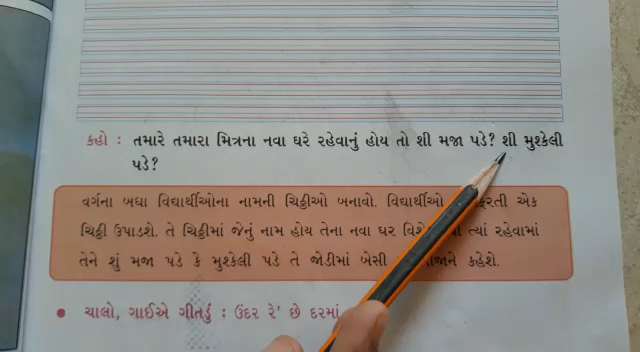 કહો : તમારે તમારા મિત્રના નવા ઘરે રહેવાનું હોય તો શી મજા પડે? શી મુશ્કેલી
પડે?
વર્ગના બધા વિદ્યાર્થીઓના નામની ચિઠ્ઠીઓ બનાવો. વિદ્યાર્થીઓ એક
ચિઠ્ઠી ઉપાડશે. તે ચિઠ્ઠીમાં જેનું નામ હોય તેના નવા ઘર ત્યાં રહેવામાં
તેને શું મજા પડે કે મુશ્કેલી પડે તે જોડીમાં બેસી કહેશે.
• ચાલો, ગાઈએ ગીતડું : ઉંદર રે' છે દરમાં